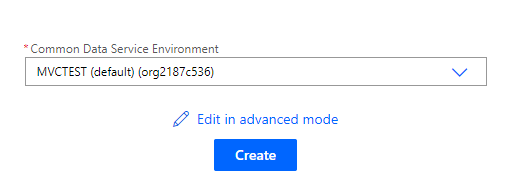 * Common Data Service Environment
MVCTEST (default) (org2187c536)
Edit in advanced mode
Create